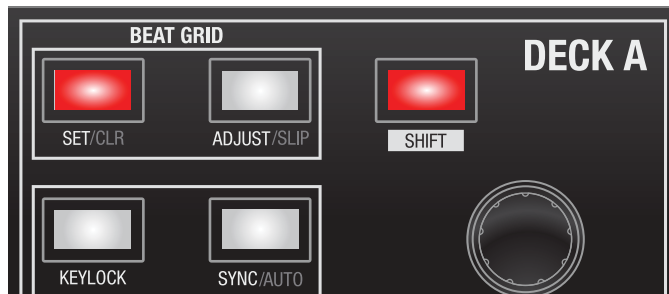 BEAT GRID
DECK A
SET/CLR
ADJUST/SLIP
SHIFT
KEYLOCK
SYNC/AUTO